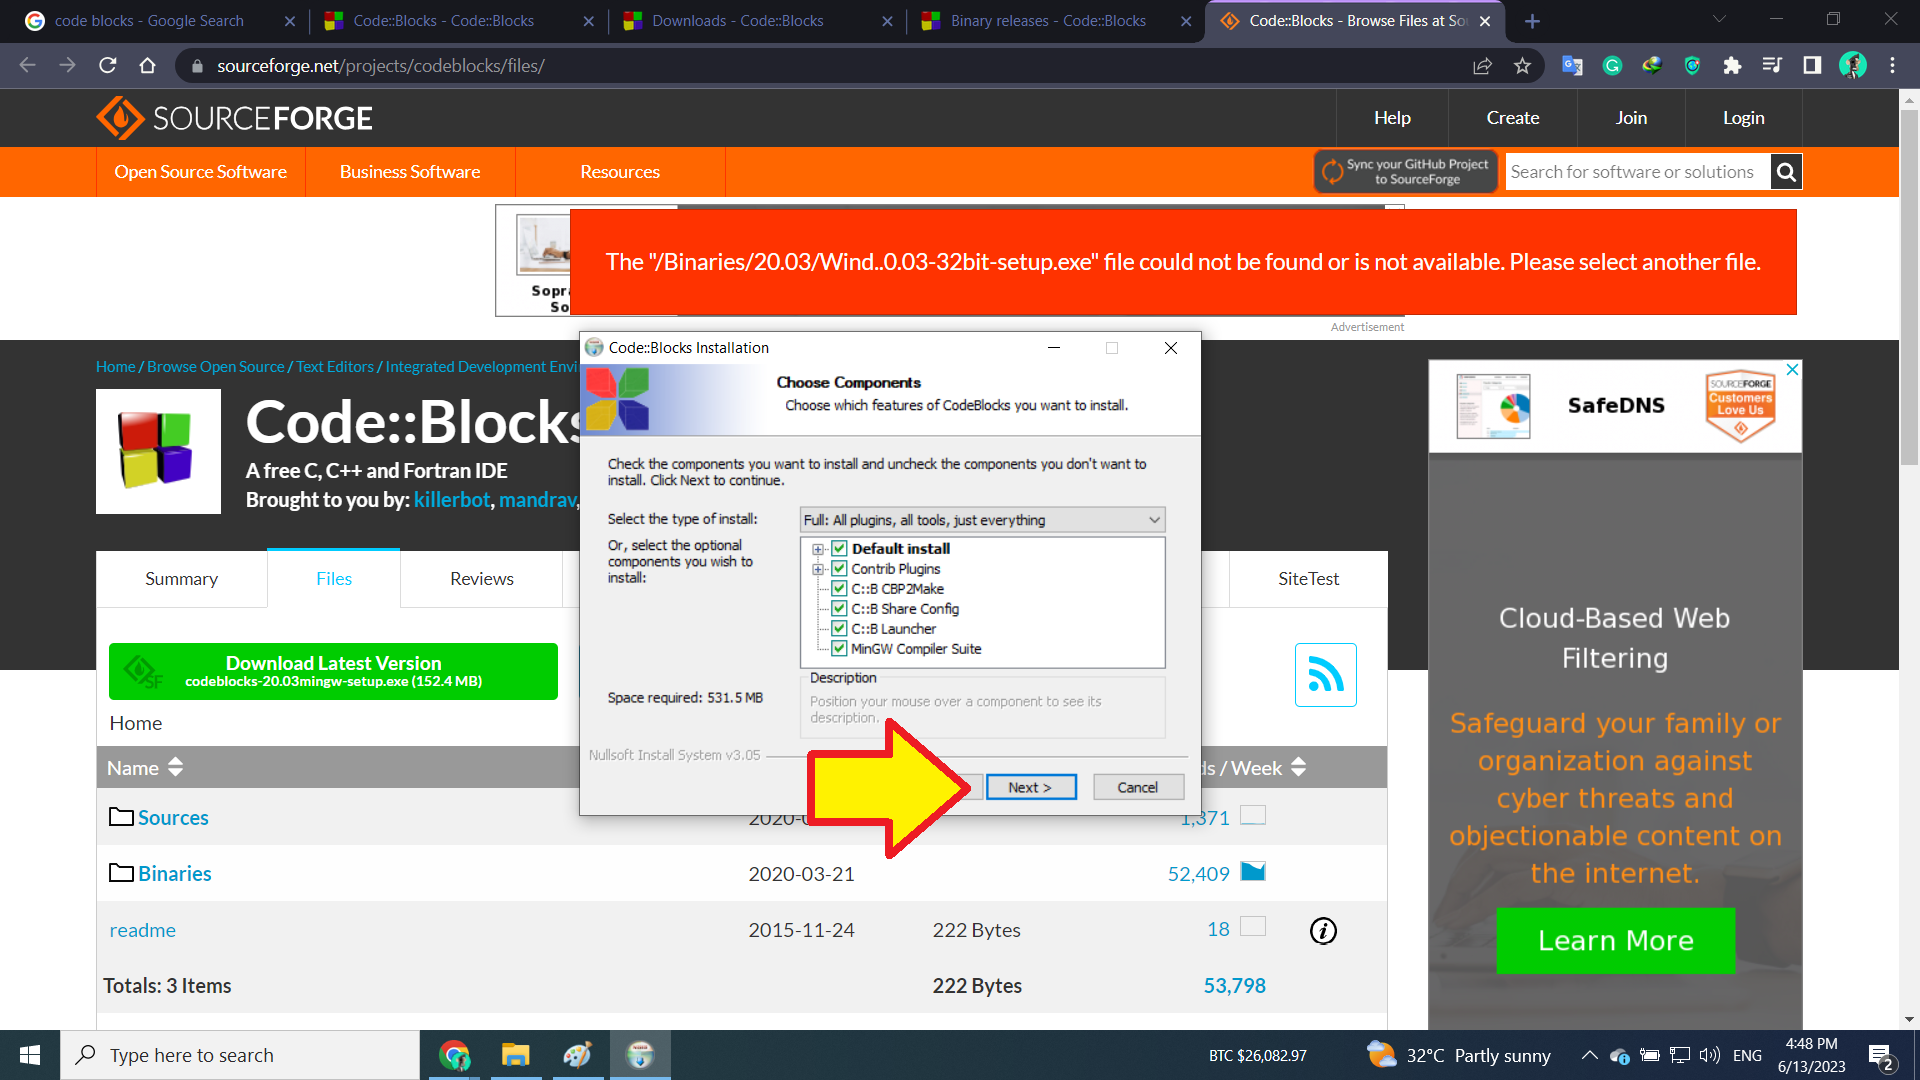 code blocks - Google Search
Code::Blocks - Code::Blocks
Downloads - Code::Blocks
Binary releases - Code::Blocks
Code::Blocks - Browse Files at So
sourceforge.net/projects/codeblocks/files/
SOURCEFORGE
Help
Create
Join
Login
Open Source Software
Business Software
Resources
Sync your GitHub Project
to SourceForge
Search for software or solutions
The "/Binaries/20.03/Wind..0.03-32bit-setup.exe" file could not be found or is not available. Please select another file.
Sopr
So
Advertisement
Home / Browse Open Source / Text Editors / Integrated Development Envi
Code::Blocks
A free C, C++ and Fortran IDE
Brought to you by: killerbot, mandrav,
Code::Blocks Installation
Choose Components
Choose which features of CodeBlocks you want to install.
Check the components you want to install and uncheck the components you don't want to
install. Click Next to continue.
Select the type of install:
Full: All plugins, all tools, just everything
Or, select the optional
components you wish to
install:
Default install
Contrib Plugins
C::B CBP2Make
C::B Share Config
C::B Launcher
MinGW Compiler Suite
Space required: 531.5 MB
Description
Position your mouse over a component to see its
description.
Nullsoft Install System v3.05
Next >
Cancel
SafeDNS
SOURCEFORGE
Customers
Love Us
Cloud-Based Web
Filtering
Safeguard your family or
organization against
cyber threats and
objectionable content on
the internet.
Learn More
Summary
Files
Reviews
SiteTest
SF
Download Latest Version
codeblocks-20.03mingw-setup.exe (152.4 MB)
Home
Name
ds / Week
Sources
2020-0
1,371
Binaries
2020-03-21
52,409
readme
2015-11-24
222 Bytes
18
Totals: 3 Items
222 Bytes
53,798
Type here to search
BTC $26,082.97
32°C Partly sunny
ENG
4:48 PM
6/13/2023
2